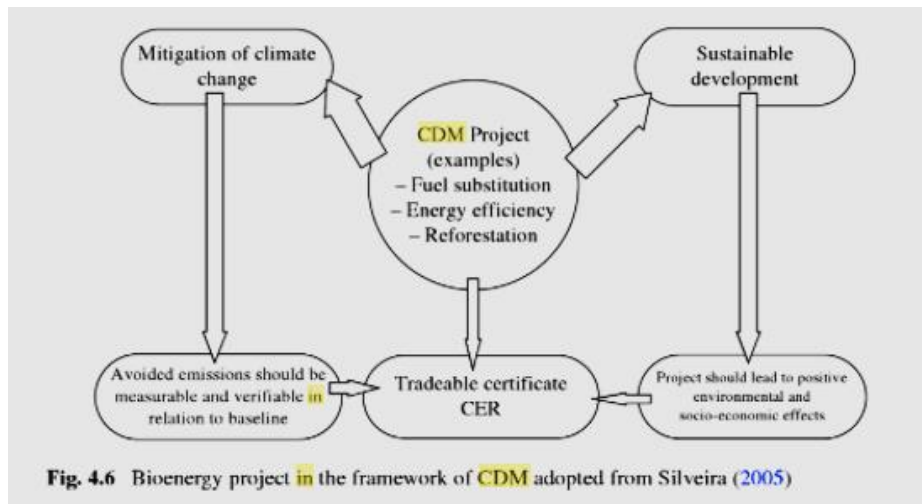 Mitigation of climate
change
Sustainable
development
CDM Project
(examples)
– Fuel substitution
– Energy efficiency
– Reforestation
Avoided emissions should be
measurable and verifiable in
relation to baseline
Tradeable certificate
CER
Project should lead to positive
environmental and
socio-economic effects
Fig. 4.6 Bioenergy project in the framework of CDM adopted from Silveira (2005)